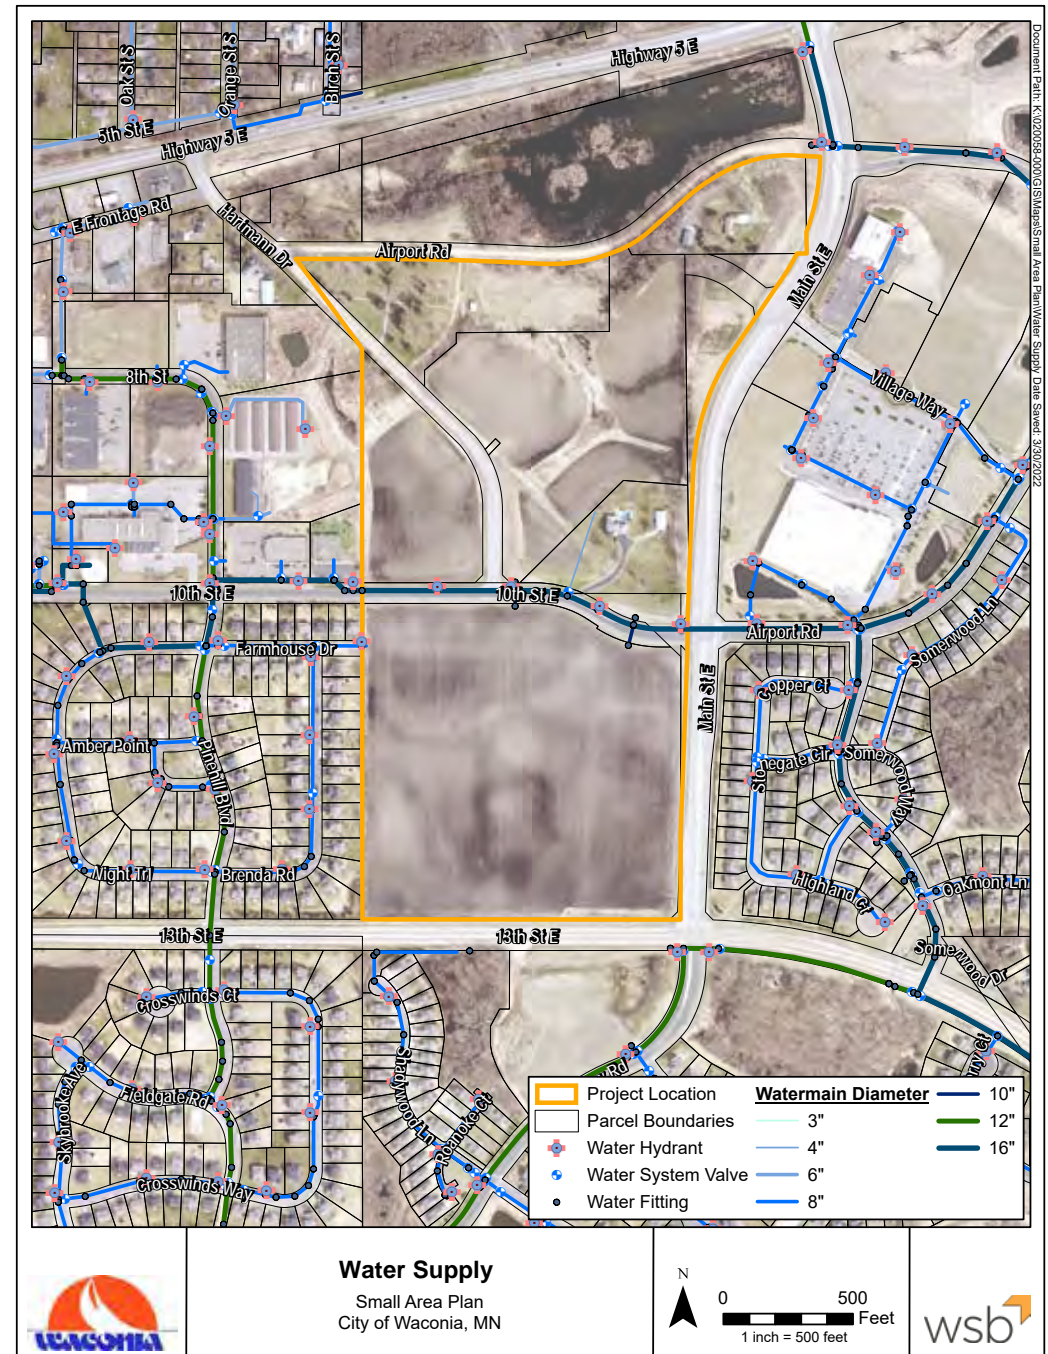 Document Path: K:\020058-000\GIS\Maps\Small Area Plan\Water Supply Date Saved: 3/30/2022
Highway 5 E
Oak St S
Orange St S
Birch St S
5th St E
Highway 5 E
E Frontage Rd
Hartmann Dr
Airport Rd
Main St E
8th St
Village Way
10th St E
10th St E
Airport Rd
Somerwood Ln
Farmhouse Dr
Copper Ct
Main St E
Amber Point
Pinehill Blvd
Stonegate Cir
Somerwood Way
Night Trl
Brenda Rd
Highland Ct
Oakmont Ln
13th St E
13th St E
Somerwood Dr
Crosswinds Ct
Shadywood Ln
Skybrooke Ave
Fieldgate Rd
Roanoke Ct
Rd
Crosswinds Way
Project Location
Parcel Boundaries
Water Hydrant
Water System Valve
Water Fitting
Watermain Diameter
3"
4"
6"
8"
10"
12"
16"
WACONIA
Water Supply
Small Area Plan
City of Waconia, MN
N
0 500
Feet
1 inch = 500 feet
wsb